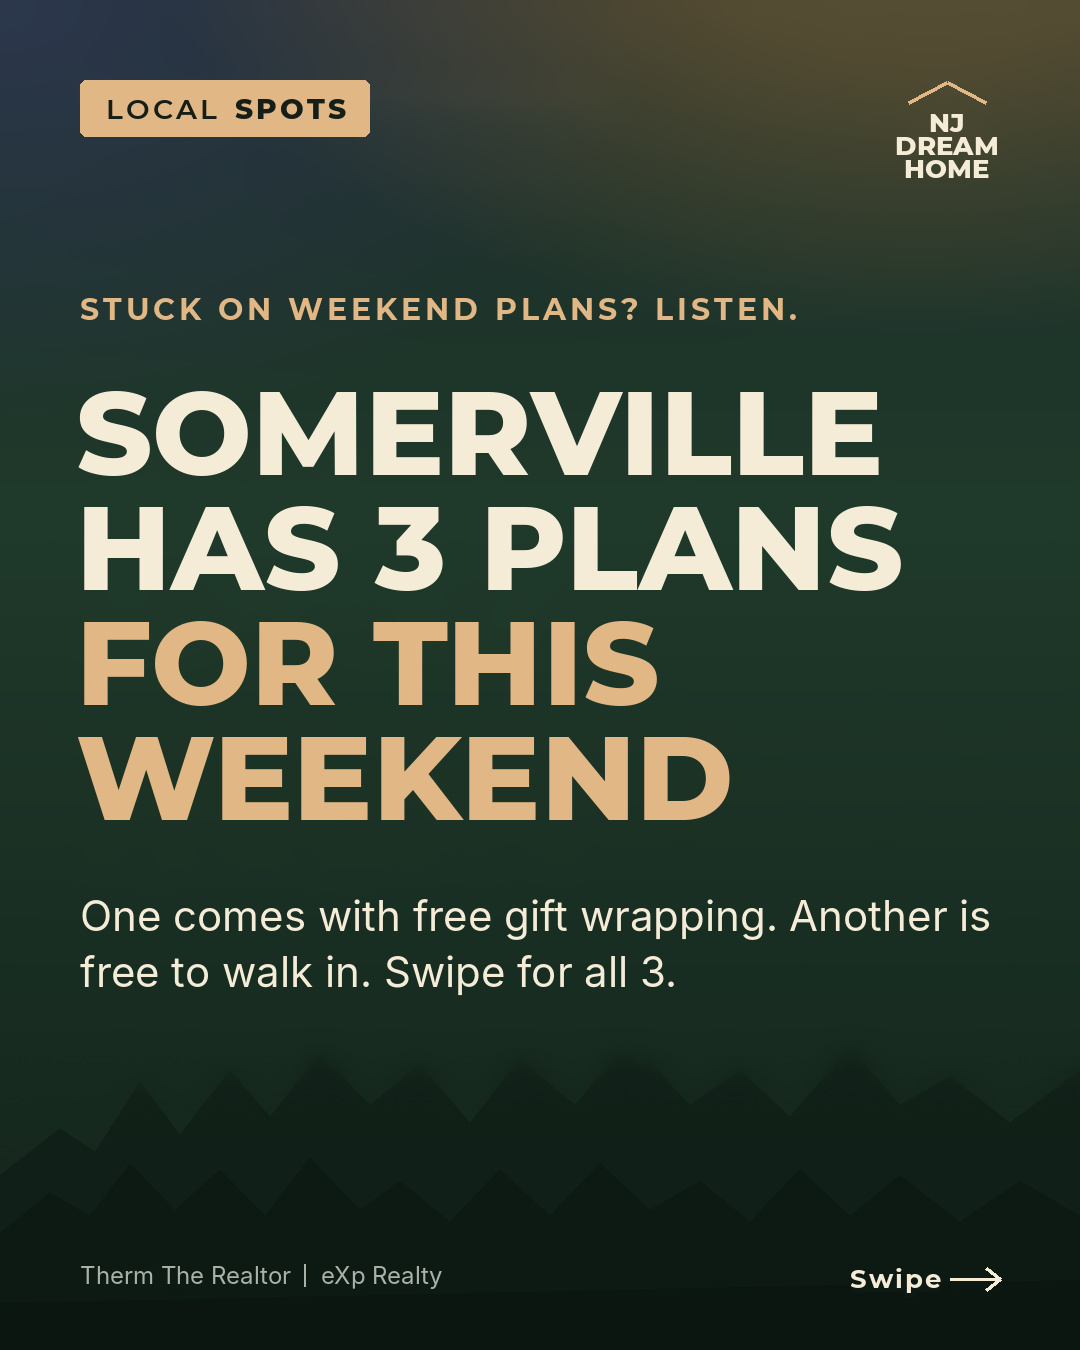 LOCAL SPOTS
NJ
DREAM
HOME
STUCK ON WEEKEND PLANS? LISTEN.
SOMERVILLE
HAS 3 PLANS
FOR THIS
WEEKEND
One comes with free gift wrapping. Another is
free to walk in. Swipe for all 3.
Therm The Realtor | eXp Realty
Swipe